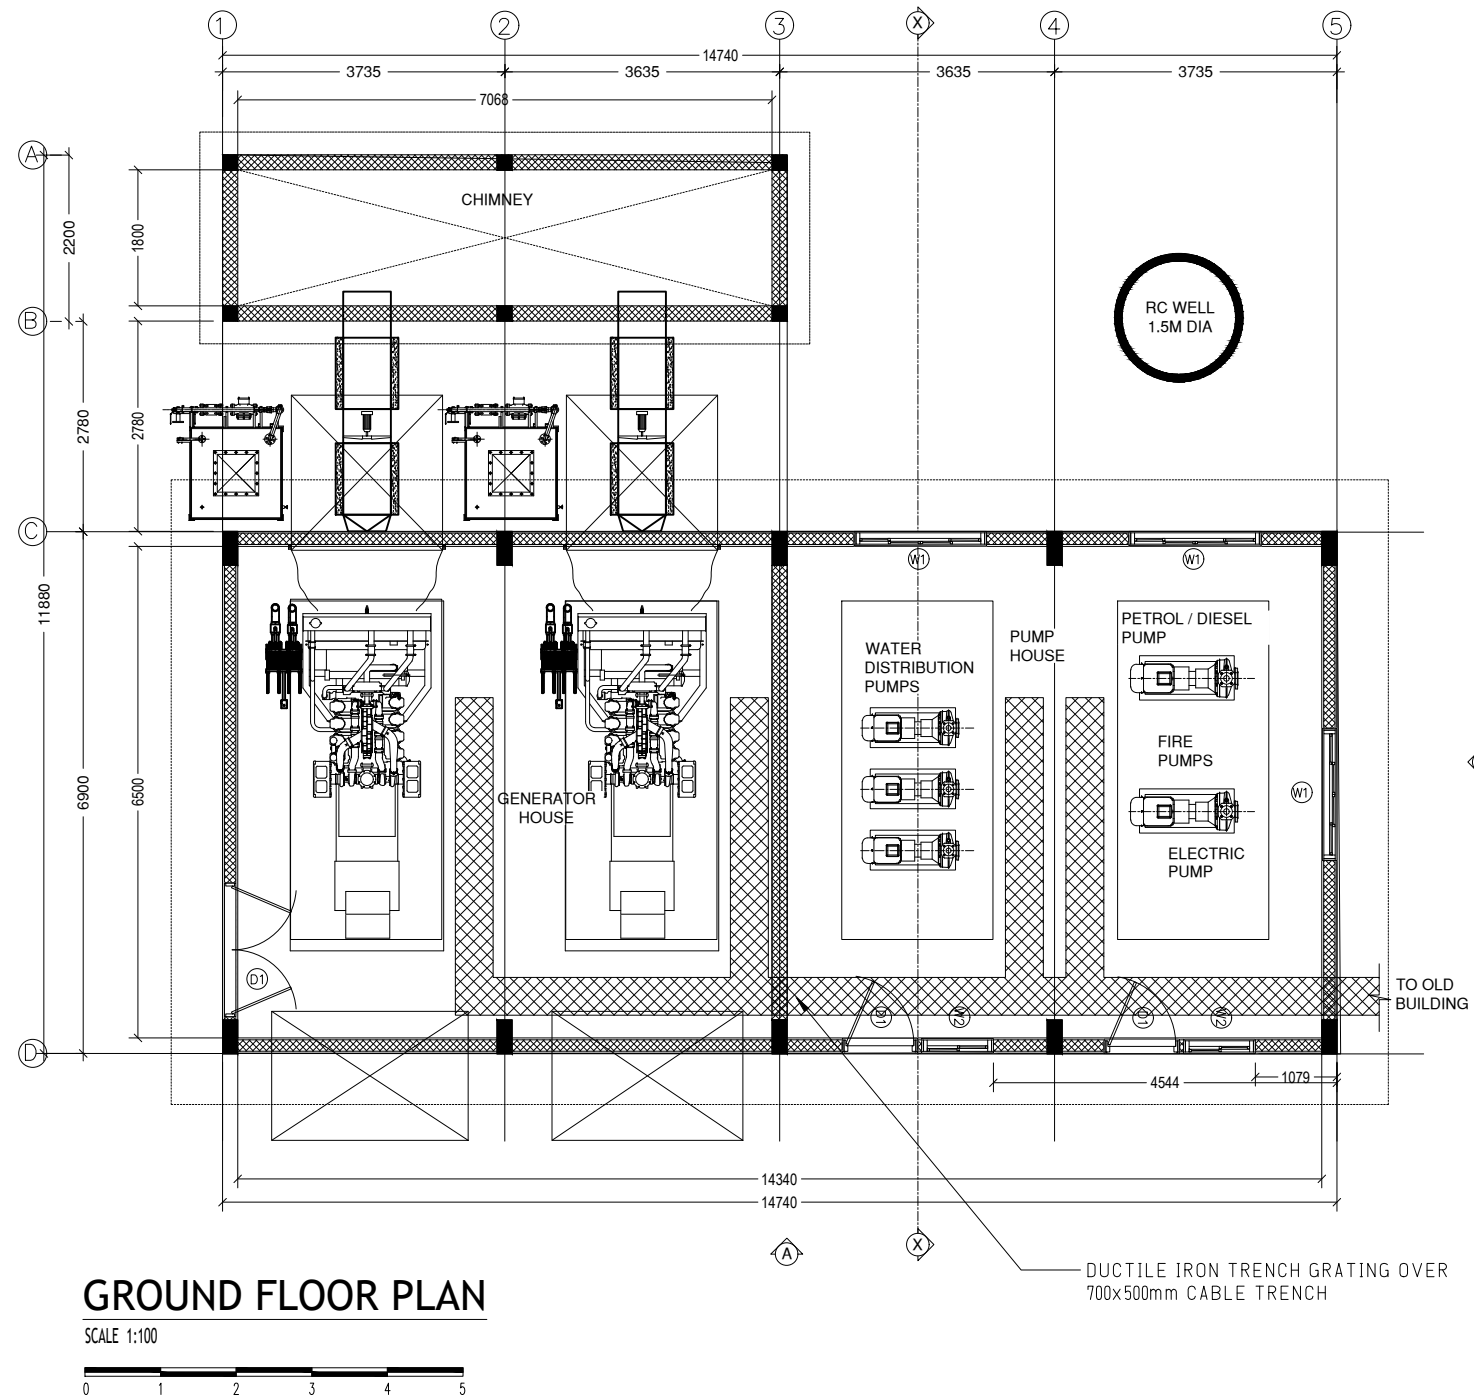 1
2
3
X
4
5
14740
3735
3635
3635
3735
7068
A
CHIMNEY
2200
1800
B
RC WELL
1.5M DIA
2780
2780
C
W1
W1
11880
PETROL / DIESEL
PUMP
PUMP
HOUSE
WATER
DISTRIBUTION
PUMPS
FIRE
PUMPS
6900
6500
GENERATOR
HOUSE
W1
ELECTRIC
PUMP
D1
TO OLD
BUILDING
D1
W2
D1
W2
D
4544
1079
14340
14740
A
X
DUCTILE IRON TRENCH GRATING OVER
700x500mm CABLE TRENCH
GROUND FLOOR PLAN
SCALE 1:100
0 1 2 3 4 5